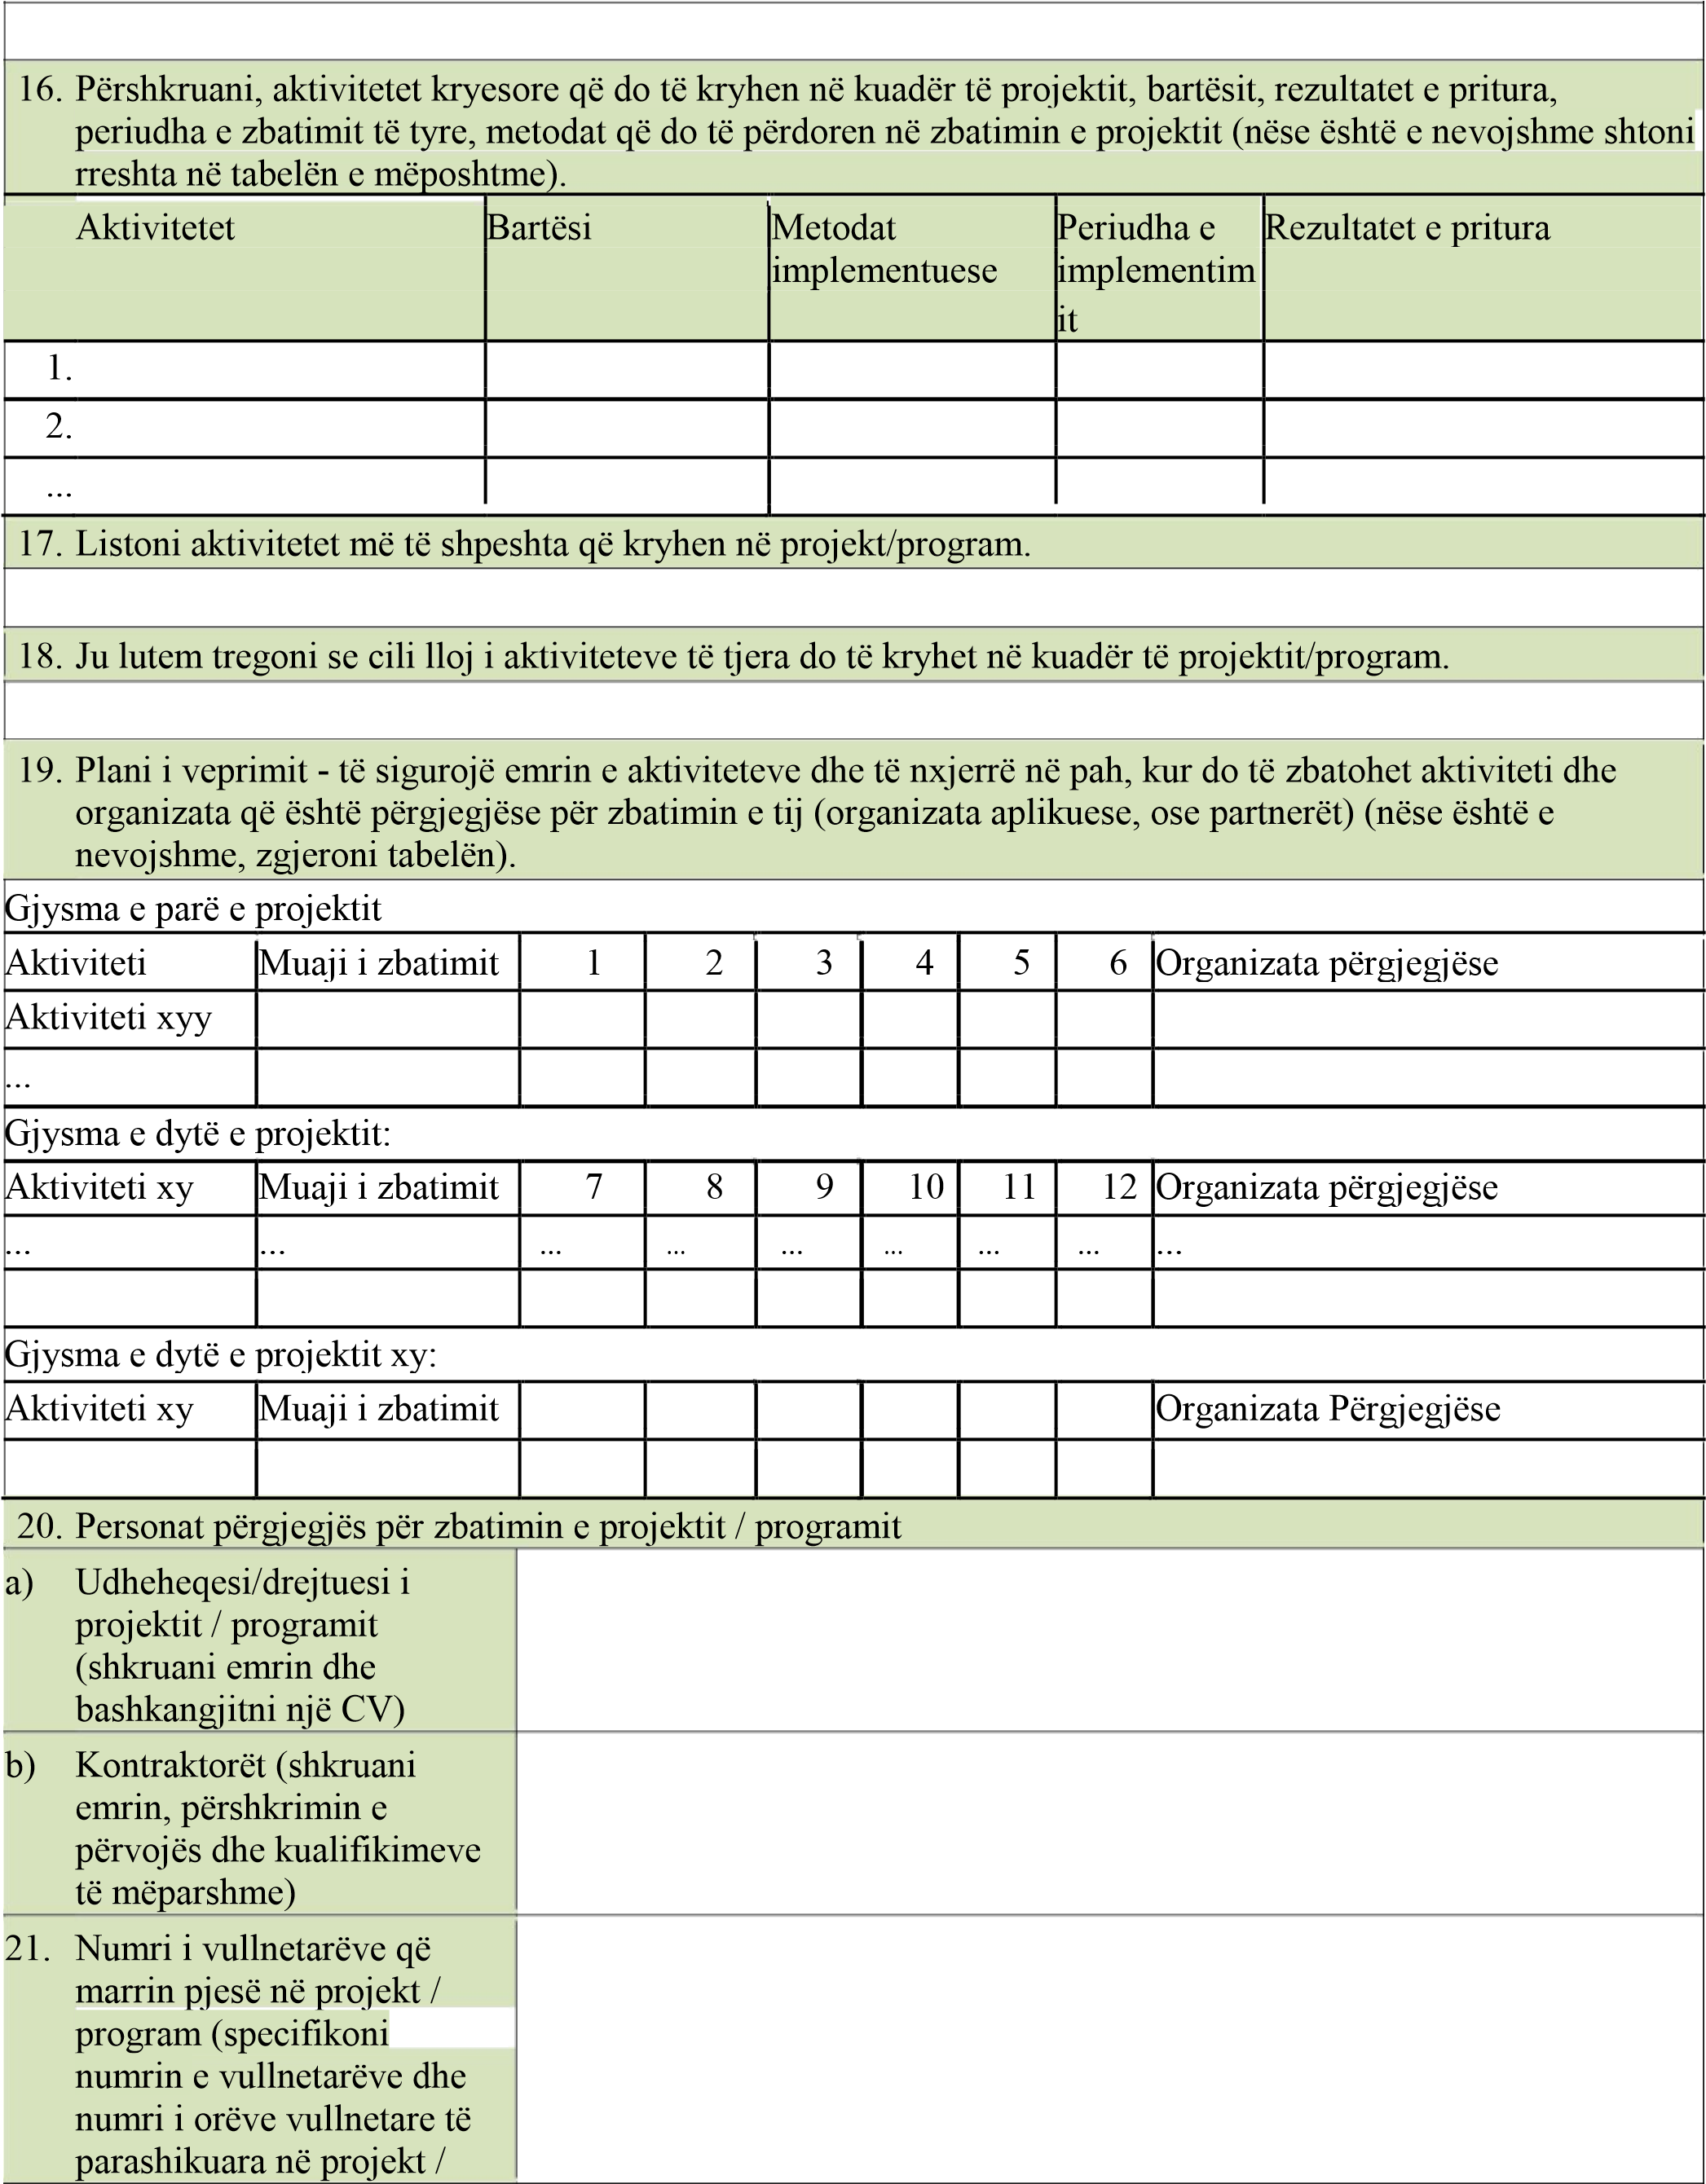 16. Përshkruani, aktivitetet kryesore që do të kryhen në kuadër të projektit, bartësit, rezultatet e pritura,
periudha e zbatimit të tyre, metodat që do të përdoren në zbatimin e projektit (nëse është e nevojshme shtoni
rreshta në tabelën e mëposhtme).
Aktivitetet Bartësi Metodat Periudha e Rezultatet e pritura
implementuese implementim
it
1.
2.
...
17. Listoni aktivitetet më të shpeshta që kryhen në projekt/program.
18. Ju lutem tregoni se cili lloj i aktiviteteve të tjera do të kryhet në kuadër të projektit/program.
19. Plani i veprimit - të sigurojë emrin e aktiviteteve dhe të nxjerrë në pah, kur do të zbatohet aktiviteti dhe
organizata që është përgjegjëse për zbatimin e tij (organizata aplikuese, ose partnerët) (nëse është e
nevojshme, zgjeroni tabelën).
Gjysma e parë e projektit
Aktiviteti Muaji i zbatimit 1 2 3 4 5 6 Organizata përgjegjëse
Aktiviteti xyy
...
Gjysma e dytë e projektit:
Aktiviteti xy Muaji i zbatimit 7 8 9 10 11 12 Organizata përgjegjëse
... ... ... ... ... ... ... ... ...
Gjysma e dytë e projektit xy:
Aktiviteti xy Muaji i zbatimit Organizata Përgjegjëse
20. Personat përgjegjës për zbatimin e projektit / programit
a) Udheheqesi/drejtuesi i
projektit / programit
(shkruani emrin dhe
bashkangjitni një CV)
b) Kontraktorët (shkruani
emrin, përshkrimin e
përvojës dhe kualifikimeve
të mëparshme)
21. Numri i vullnetarëve që
marrin pjesë në projekt /
program (specifikoni
numrin e vullnetarëve dhe
numri i orëve vullnetare të
parashikuara në projekt /